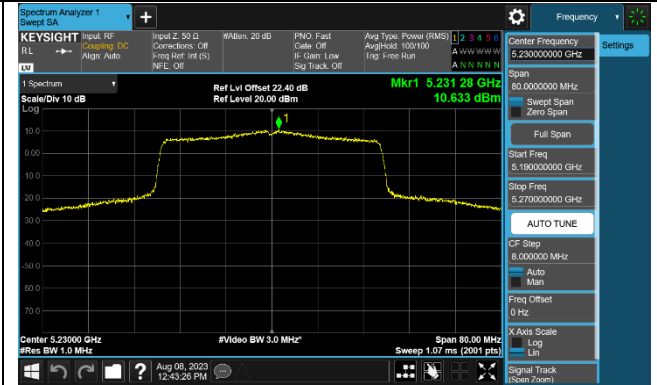 Spectrum Analyzer 1
Swept SA
Frequency
KEYSIGHT
RL
LXI
Input: RF
Coupling: DC
Align: Auto
Input Z: 50 Ω
Corrections: Off
Freq Ref: Int (S)
NFE: Off
#Atten: 20 dB
PNO: Fast
Gate: Off
IF Gain: Low
Sig Track: Off
Avg Type: Power (RMS)
Avg|Hold: 100/100
Trig: Free Run
1 2 3 4 5 6
A W W W W W
A N N N N N
1 Spectrum
Scale/Div 10 dB
Log
Ref Lvl Offset 22.40 dB
Ref Level 20.00 dBm
Mkr1 5.231 28 GHz
10.633 dBm
1
10.0
0.00
10.0
20.0
30.0
40.0
50.0
60.0
70.0
Center 5.23000 GHz
#Res BW 1.0 MHz
#Video BW 3.0 MHz*
Span 80.00 MHz
Sweep 1.07 ms (2001 pts)
Center Frequency
5.230000000 GHz
Settings
Span
80.0000000 MHz
Swept Span
Zero Span
Full Span
Start Freq
5.190000000 GHz
Stop Freq
5.270000000 GHz
AUTO TUNE
CF Step
8.000000 MHz
Auto
Man
Freq Offset
0 Hz
X Axis Scale
Log
Lin
Signal Track
(Span Zoom)
?
Aug 08, 2023
12:43:26 PM